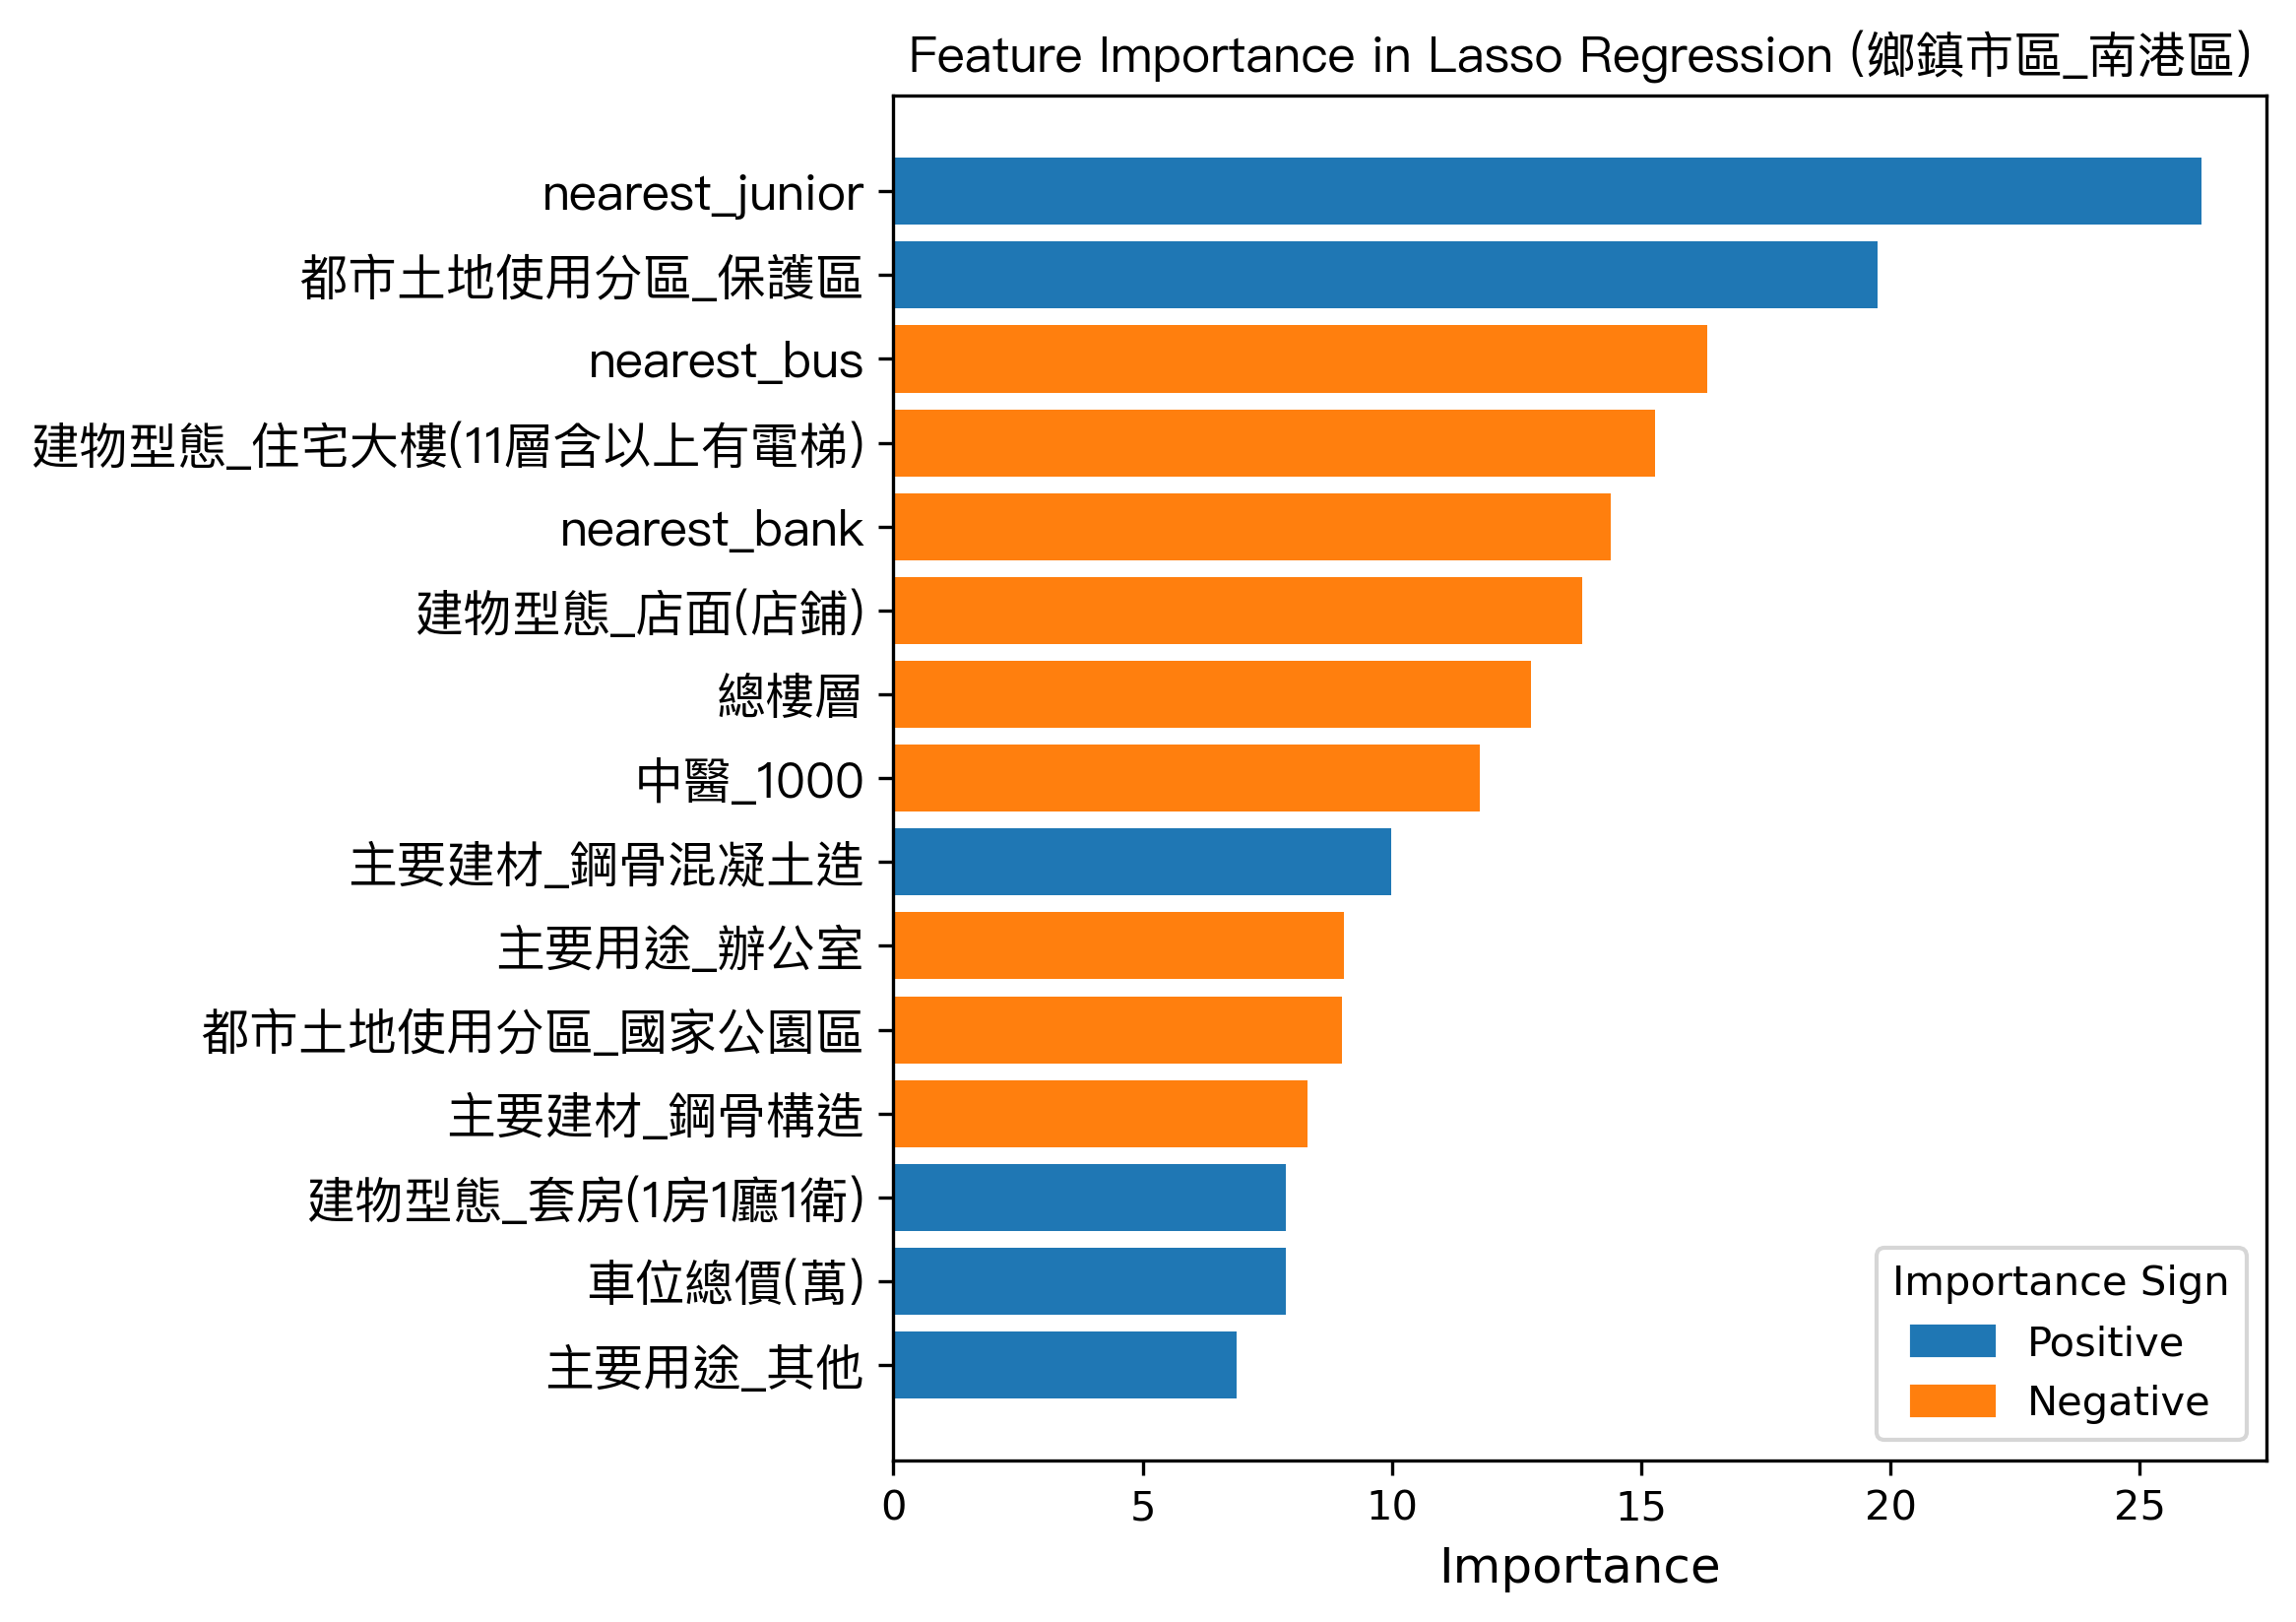 Feature Importance in Lasso Regression (鄉鎮市區_南港區)
nearest_junior
都市土地使用分區_保護區
nearest_bus
建物型態_住宅大樓(11層含以上有電梯)
nearest_bank
建物型態_店面(店鋪)
總樓層
中醫_1000
主要建材_鋼骨混凝土造
主要用途_辦公室
都市土地使用分區_國家公園區
主要建材_鋼骨構造
建物型態_套房(1房1廳1衛)
車位總價(萬)
主要用途_其他
Importance Sign
Positive
Negative
0 5 10 15 20 25
Importance